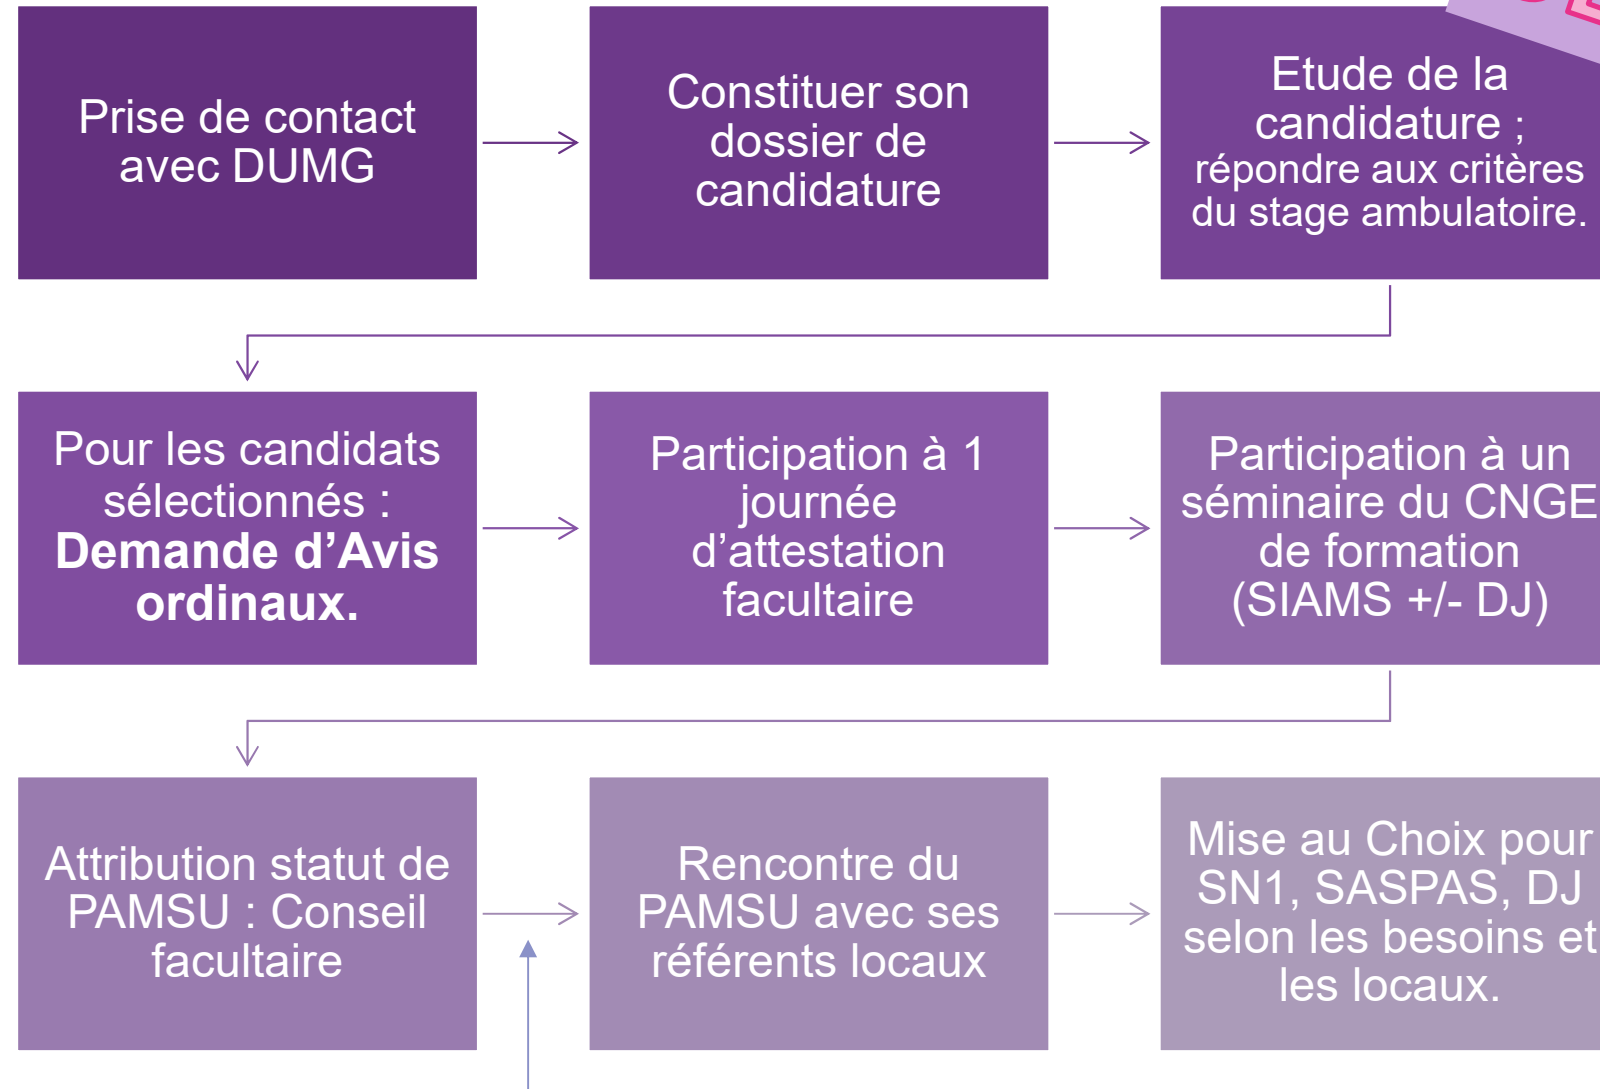 Prise de contact
avec DUMG
Constituer son
dossier de
candidature
Etude de la
candidature ;
répondre aux critères
du stage ambulatoire.
Pour les candidats
sélectionnés :
Demande d’Avis
ordinaux.
Participation à 1
journée
d’attestation
facultaire
Participation à un
séminaire du CNGE
de formation
(SIAMS +/- DJ)
Attribution statut de
PAMSU : Conseil
facultaire
Rencontre du
PAMSU avec ses
référents locaux
Mise au Choix pour
SN1, SASPAS, DJ
selon les besoins et
les locaux.